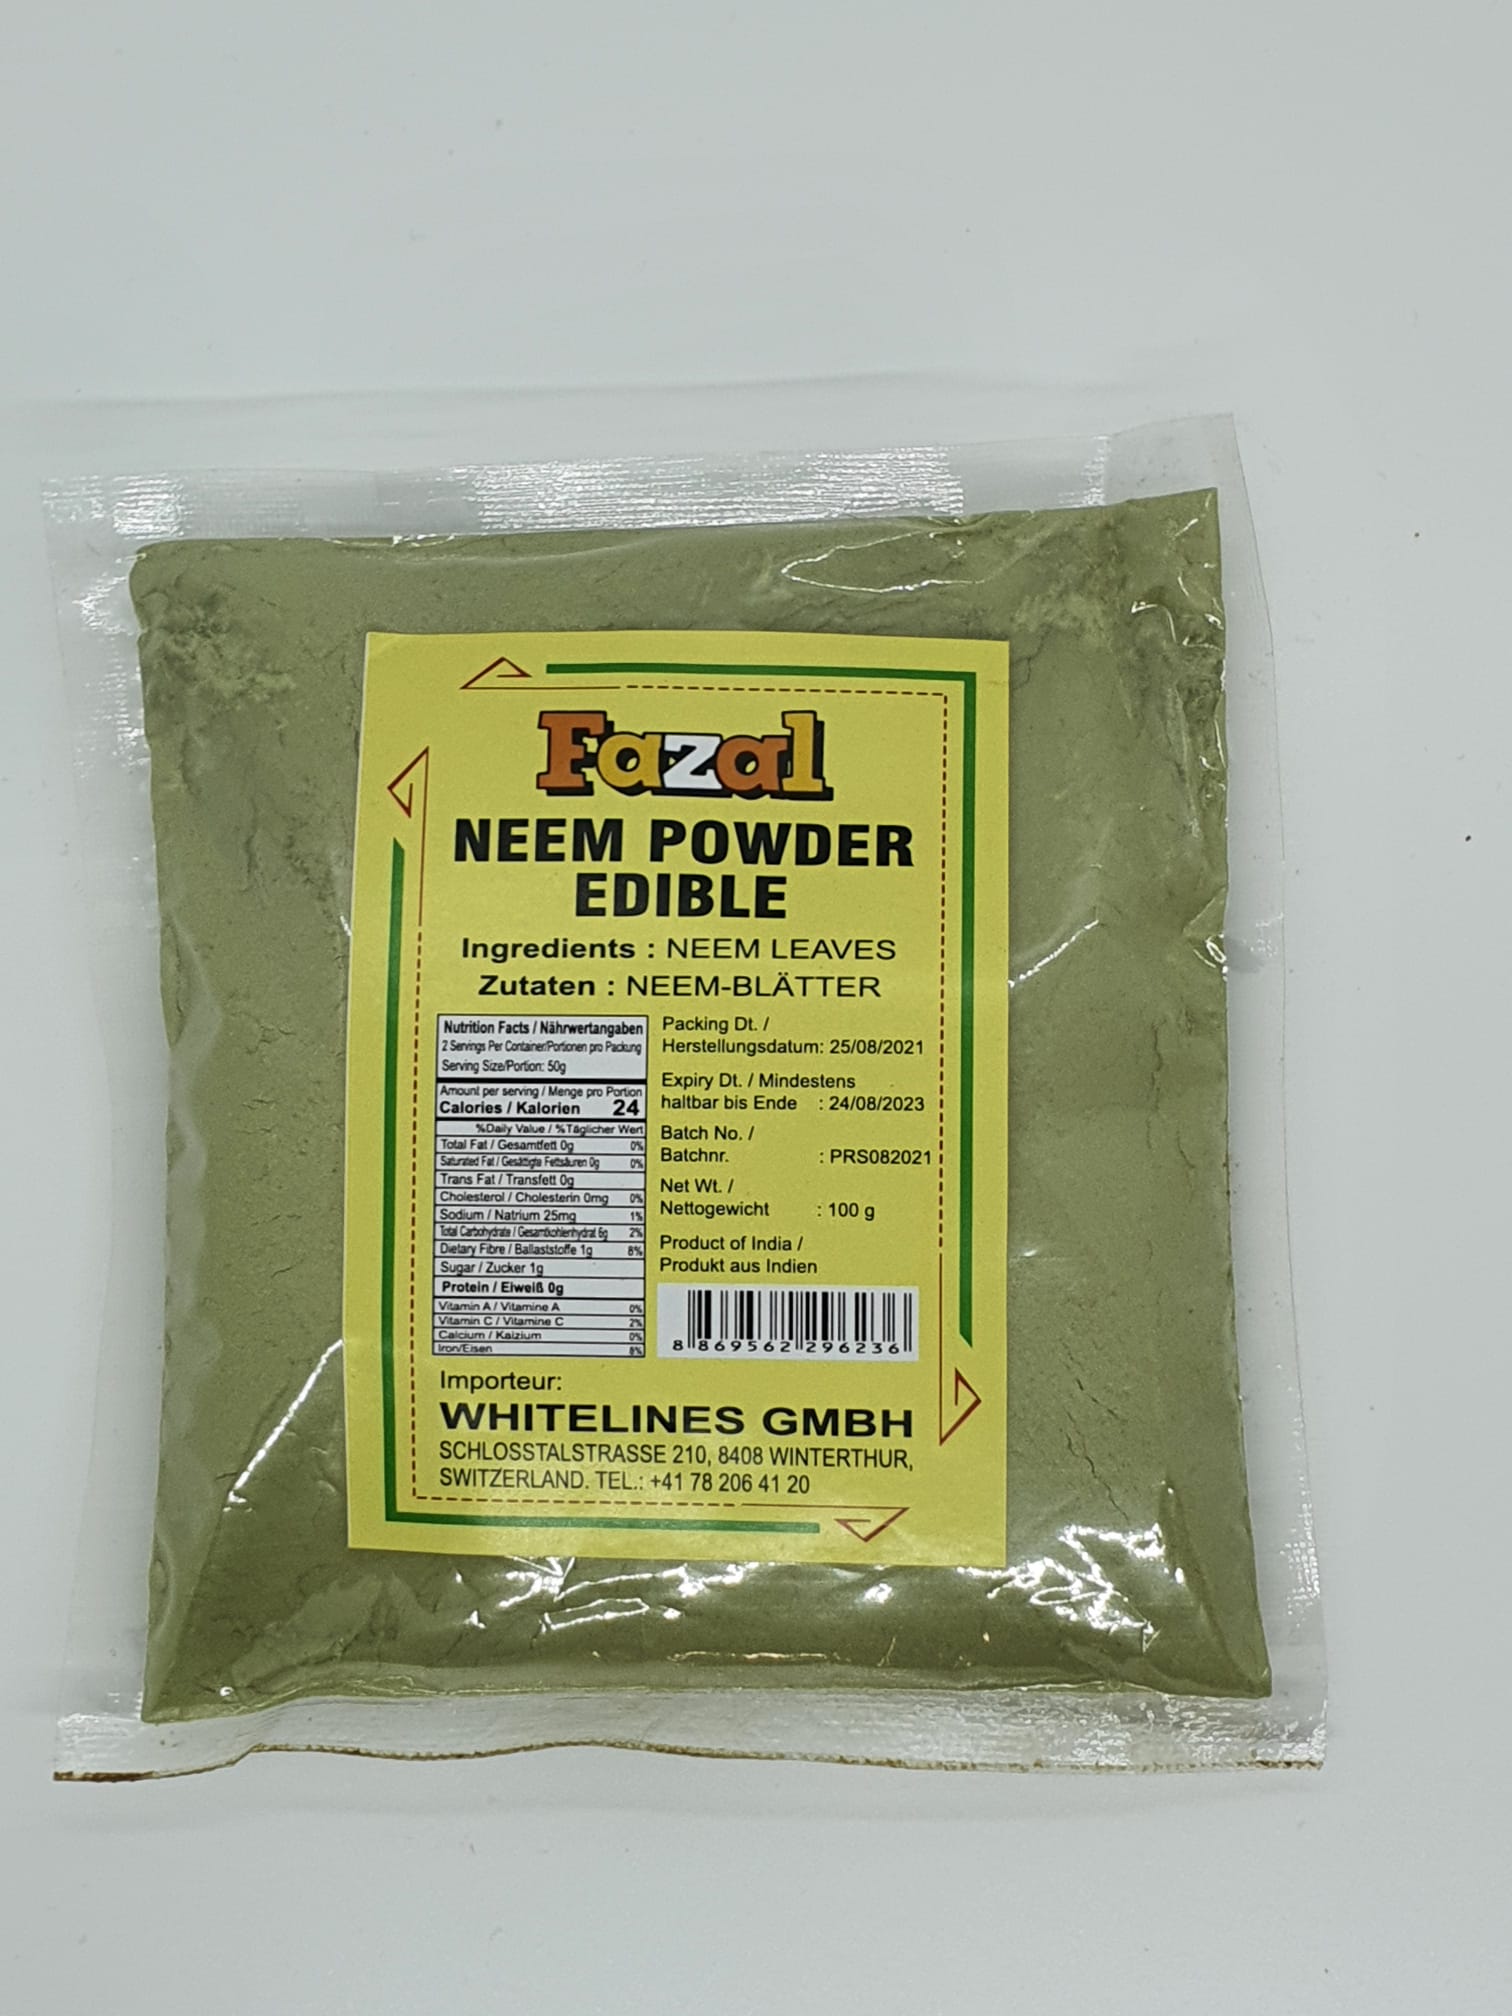 Fazal
NEEM POWDER
EDIBLE
Ingredients : NEEM LEAVES
Zutaten : NEEM-BLÄTTER
Nutrition Facts / Nährwertangaben
2 Servings Per Container/Portionen pro Packung
Serving Size/Portion: 50g
Amount per serving / Menge pro Portion
Calories / Kalorien 24
%Daily Value / %Täglicher Wert
Total Fat / Gesamtfett 0g 0%
Saturated Fat / Gesättigte Fettsäuren 0g 0%
Trans Fat / Transfett 0g
Cholesterol / Cholesterin 0mg 0%
Sodium / Natrium 25mg 1%
Total Carbohydrate / Gesamtkohlenhydrat 6g 2%
Dietary Fibre / Ballaststoffe 1g 8%
Sugar / Zucker 1g
Protein / Eiweiß 0g
Vitamin A / Vitamine A 0%
Vitamin C / Vitamine C 2%
Calcium / Kalzium 0%
Iron/Eisen 8%
Packing Dt. /
Herstellungsdatum: 25/08/2021
Expiry Dt. / Mindestens
haltbar bis Ende : 24/08/2023
Batch No. /
Batchnr. : PRS082021
Net Wt. /
Nettogewicht : 100 g
Product of India /
Produkt aus Indien
8 869562 296236
Importeur:
WHITELINES GMBH
SCHLOSSTALSTRASSE 210, 8408 WINTERTHUR,
SWITZERLAND. TEL.: +41 78 206 41 20